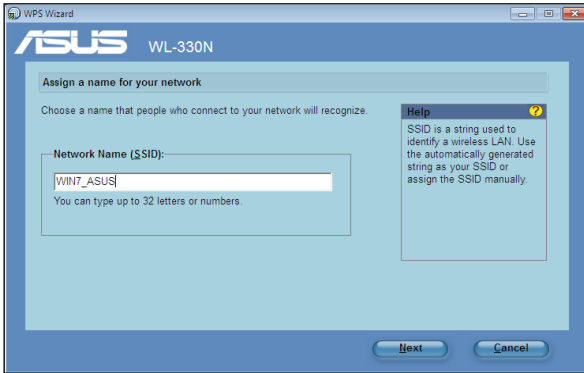 WPS Wizard
ASUS WL-330N
Assign a name for your network
Choose a name that people who connect to your network will recognize.
Network Name (SSID):
WIN7_ASUS
You can type up to 32 letters or numbers.
Help
SSID is a string used to
identify a wireless LAN. Use
the automatically generated
string as your SSID or
assign the SSID manually.
Next Cancel